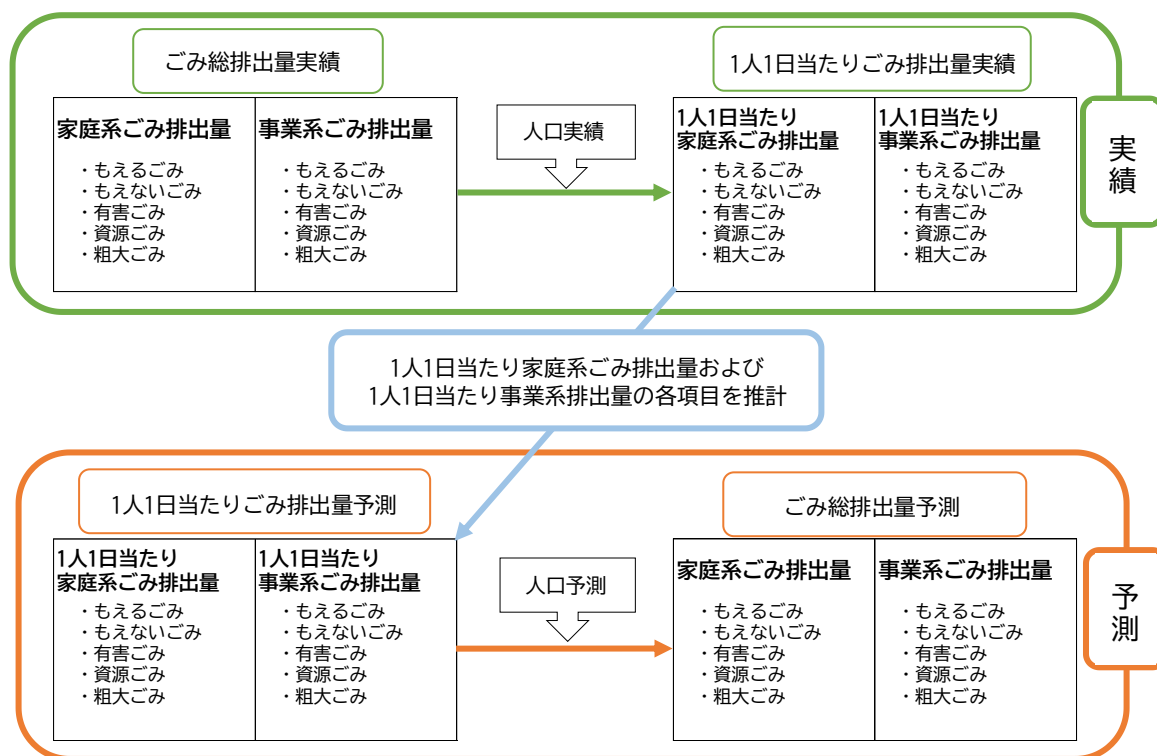 ごみ総排出量実績
家庭系ごみ排出量
・もえるごみ
・もえないごみ
・有害ごみ
・資源ごみ
・粗大ごみ
事業系ごみ排出量
・もえるごみ
・もえないごみ
・有害ごみ
・資源ごみ
・粗大ごみ
人口実績
1人1日当たりごみ排出量実績
1人1日当たり
家庭系ごみ排出量
・もえるごみ
・もえないごみ
・有害ごみ
・資源ごみ
・粗大ごみ
1人1日当たり
事業系ごみ排出量
・もえるごみ
・もえないごみ
・有害ごみ
・資源ごみ
・粗大ごみ
実績
1人1日当たり家庭系ごみ排出量および
1人1日当たり事業系排出量の各項目を推計
1人1日当たりごみ排出量予測
1人1日当たり
家庭系ごみ排出量
・もえるごみ
・もえないごみ
・有害ごみ
・資源ごみ
・粗大ごみ
1人1日当たり
事業系ごみ排出量
・もえるごみ
・もえないごみ
・有害ごみ
・資源ごみ
・粗大ごみ
人口予測
ごみ総排出量予測
家庭系ごみ排出量
・もえるごみ
・もえないごみ
・有害ごみ
・資源ごみ
・粗大ごみ
事業系ごみ排出量
・もえるごみ
・もえないごみ
・有害ごみ
・資源ごみ
・粗大ごみ
予測